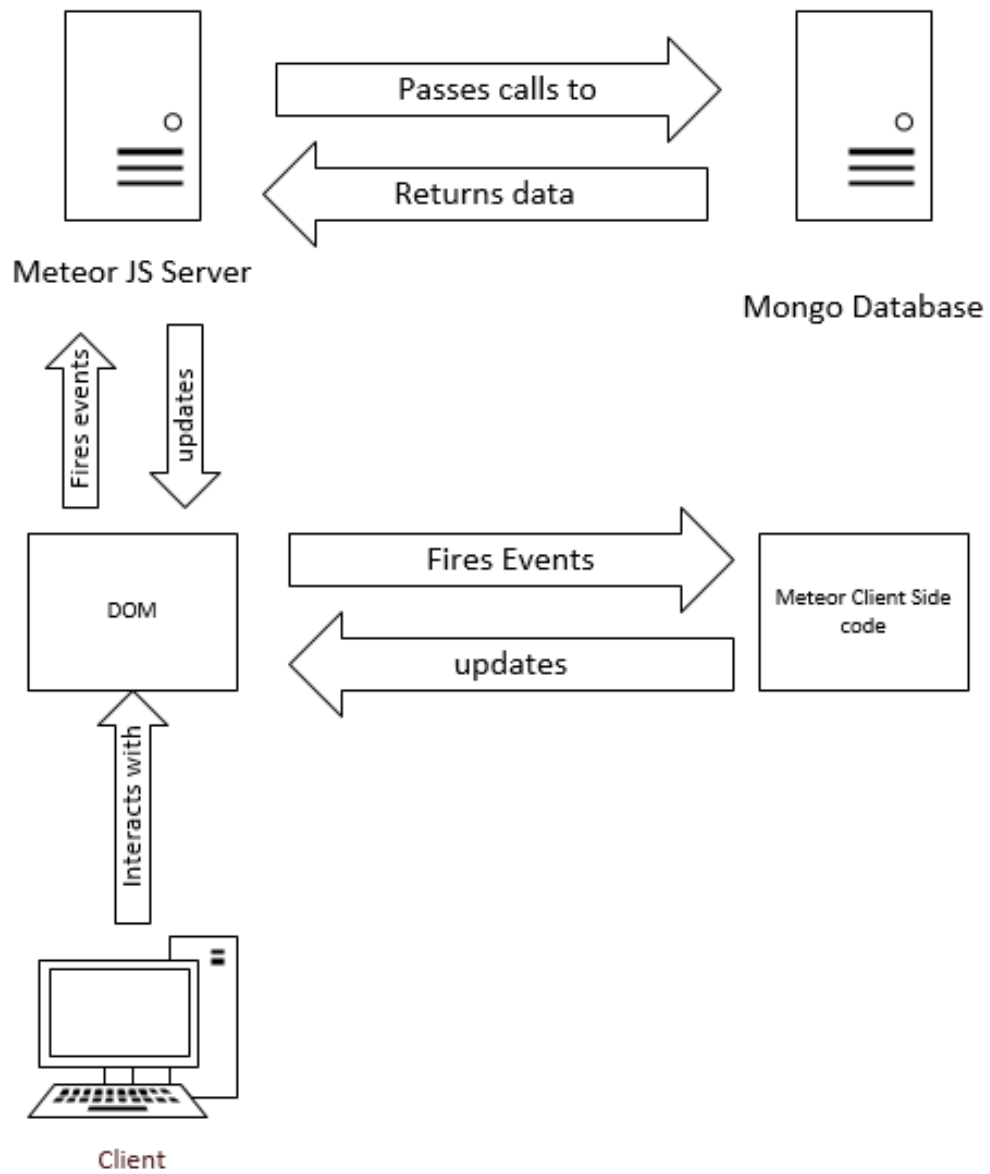 Passes calls to
Returns data
Meteor JS Server
Mongo Database
Fires events
updates
Fires Events
DOM
Meteor Client Side
code
updates
Interacts with
Client